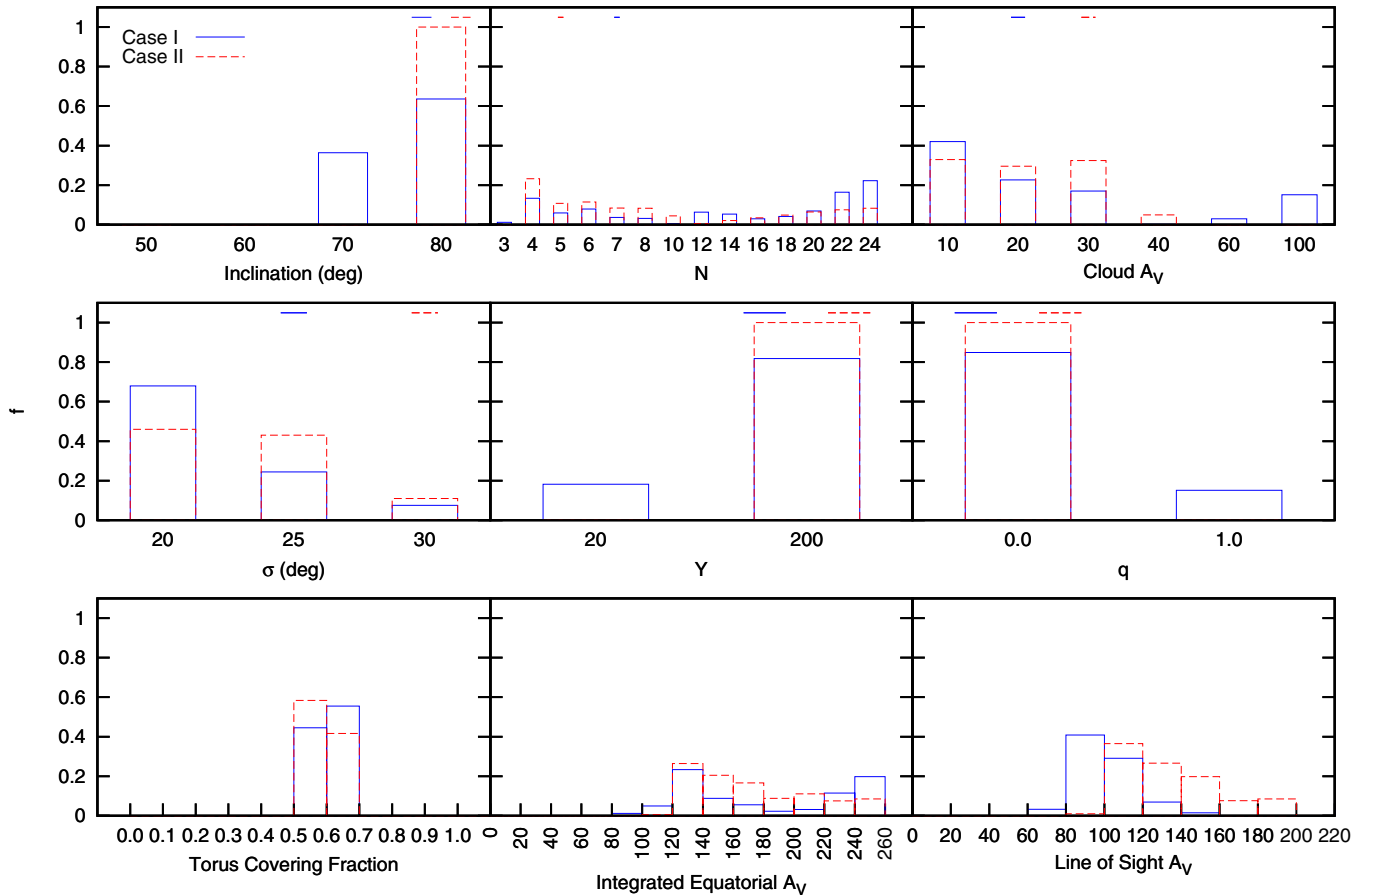 1
0.8
0.6
0.4
0.2
0
Case I
Case II
50 60 70 80
Inclination (deg)
3 4 5 6 7 8 10 12 14 16 18 20 22 24
N
10 20 30 40 60 100
Cloud A_V
f
1
0.8
0.6
0.4
0.2
0
20 25 30
σ (deg)
20 200
Y
0.0 1.0
q
1
0.8
0.6
0.4
0.2
0
0.0 0.1 0.2 0.3 0.4 0.5 0.6 0.7 0.8 0.9 1.0
Torus Covering Fraction
0 20 40 60 80 100 120 140 160 180 200 220 240 260
Integrated Equatorial A_V
0 20 40 60 80 100 120 140 160 180 200 220
Line of Sight A_V